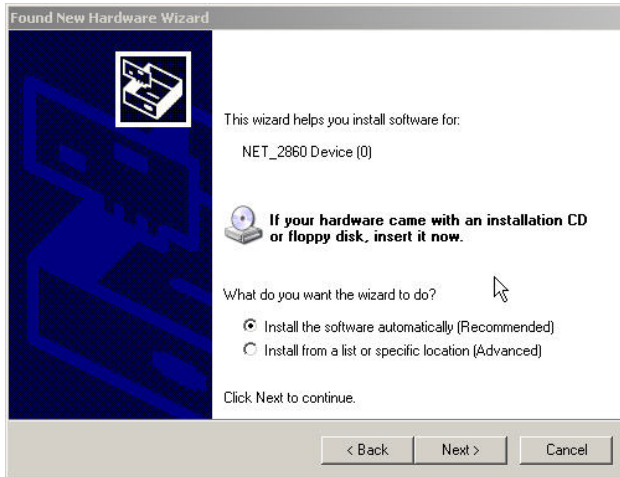 Found New Hardware Wizard
This wizard helps you install software for:
NET_2860 Device (0)
If your hardware came with an installation CD
or floppy disk, insert it now.
What do you want the wizard to do?
Install the software automatically (Recommended)
Install from a list or specific location (Advanced)
Click Next to continue.
< Back Next > Cancel